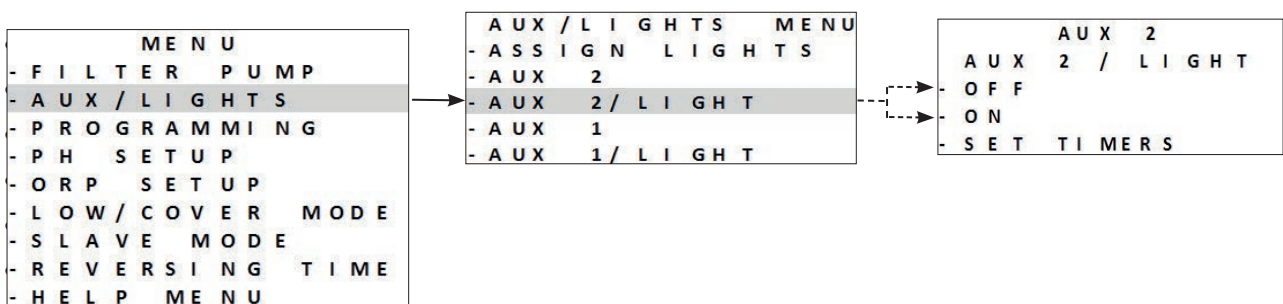 MENU
- FILTER PUMP
- AUX/LIGHTS
- PROGRAMMING
- PH SETUP
- ORP SETUP
- LOW/COVER MODE
- SLAVE MODE
- REVERSING TIME
- HELP MENU
AUX/LIGHTS MENU
- ASSIGN LIGHTS
- AUX 2
- AUX 2/LIGHT
- AUX 1
- AUX 1/LIGHT
AUX 2
AUX 2 / LIGHT
- OFF
- ON
- SET TIMERS